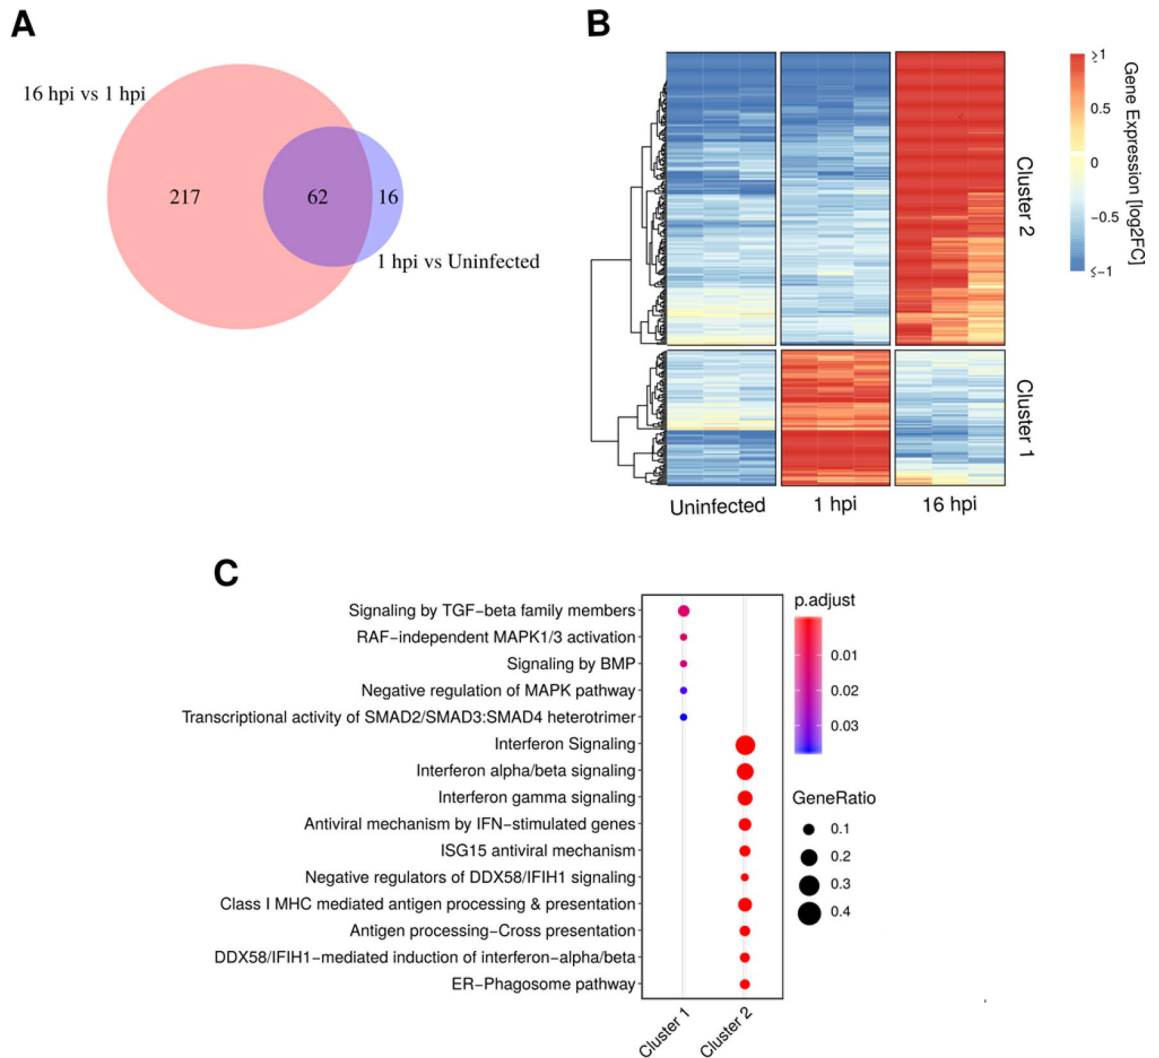 A
16 hpi vs 1 hpi
217
62
16
1 hpi vs Uninfected
B
≥1
0.5
0
−0.5
≤−1
Gene Expression [log2FC]
Cluster 2
Cluster 1
Uninfected
1 hpi
16 hpi
C
Signaling by TGF−beta family members
RAF−independent MAPK1/3 activation
Signaling by BMP
Negative regulation of MAPK pathway
Transcriptional activity of SMAD2/SMAD3:SMAD4 heterotrimer
Interferon Signaling
Interferon alpha/beta signaling
Interferon gamma signaling
Antiviral mechanism by IFN−stimulated genes
ISG15 antiviral mechanism
Negative regulators of DDX58/IFIH1 signaling
Class I MHC mediated antigen processing & presentation
Antigen processing−Cross presentation
DDX58/IFIH1−mediated induction of interferon−alpha/beta
ER−Phagosome pathway
Cluster 1
Cluster 2
p.adjust
0.01
0.02
0.03
GeneRatio
0.1
0.2
0.3
0.4